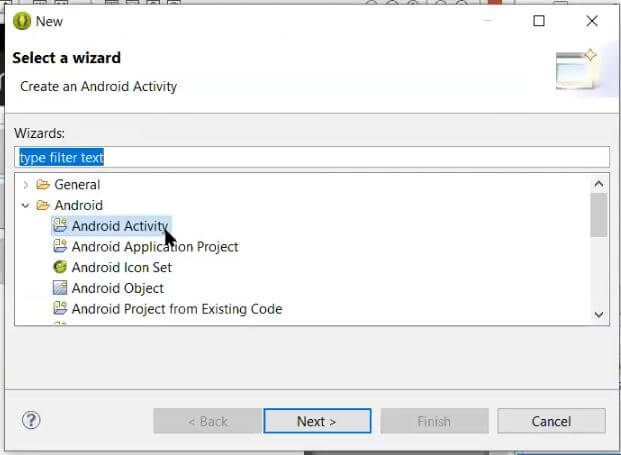 New
Select a wizard
Create an Android Activity
Wizards:
type filter text
General
Android
Android Activity
Android Application Project
Android Icon Set
Android Object
Android Project from Existing Code
? < Back Next > Finish Cancel